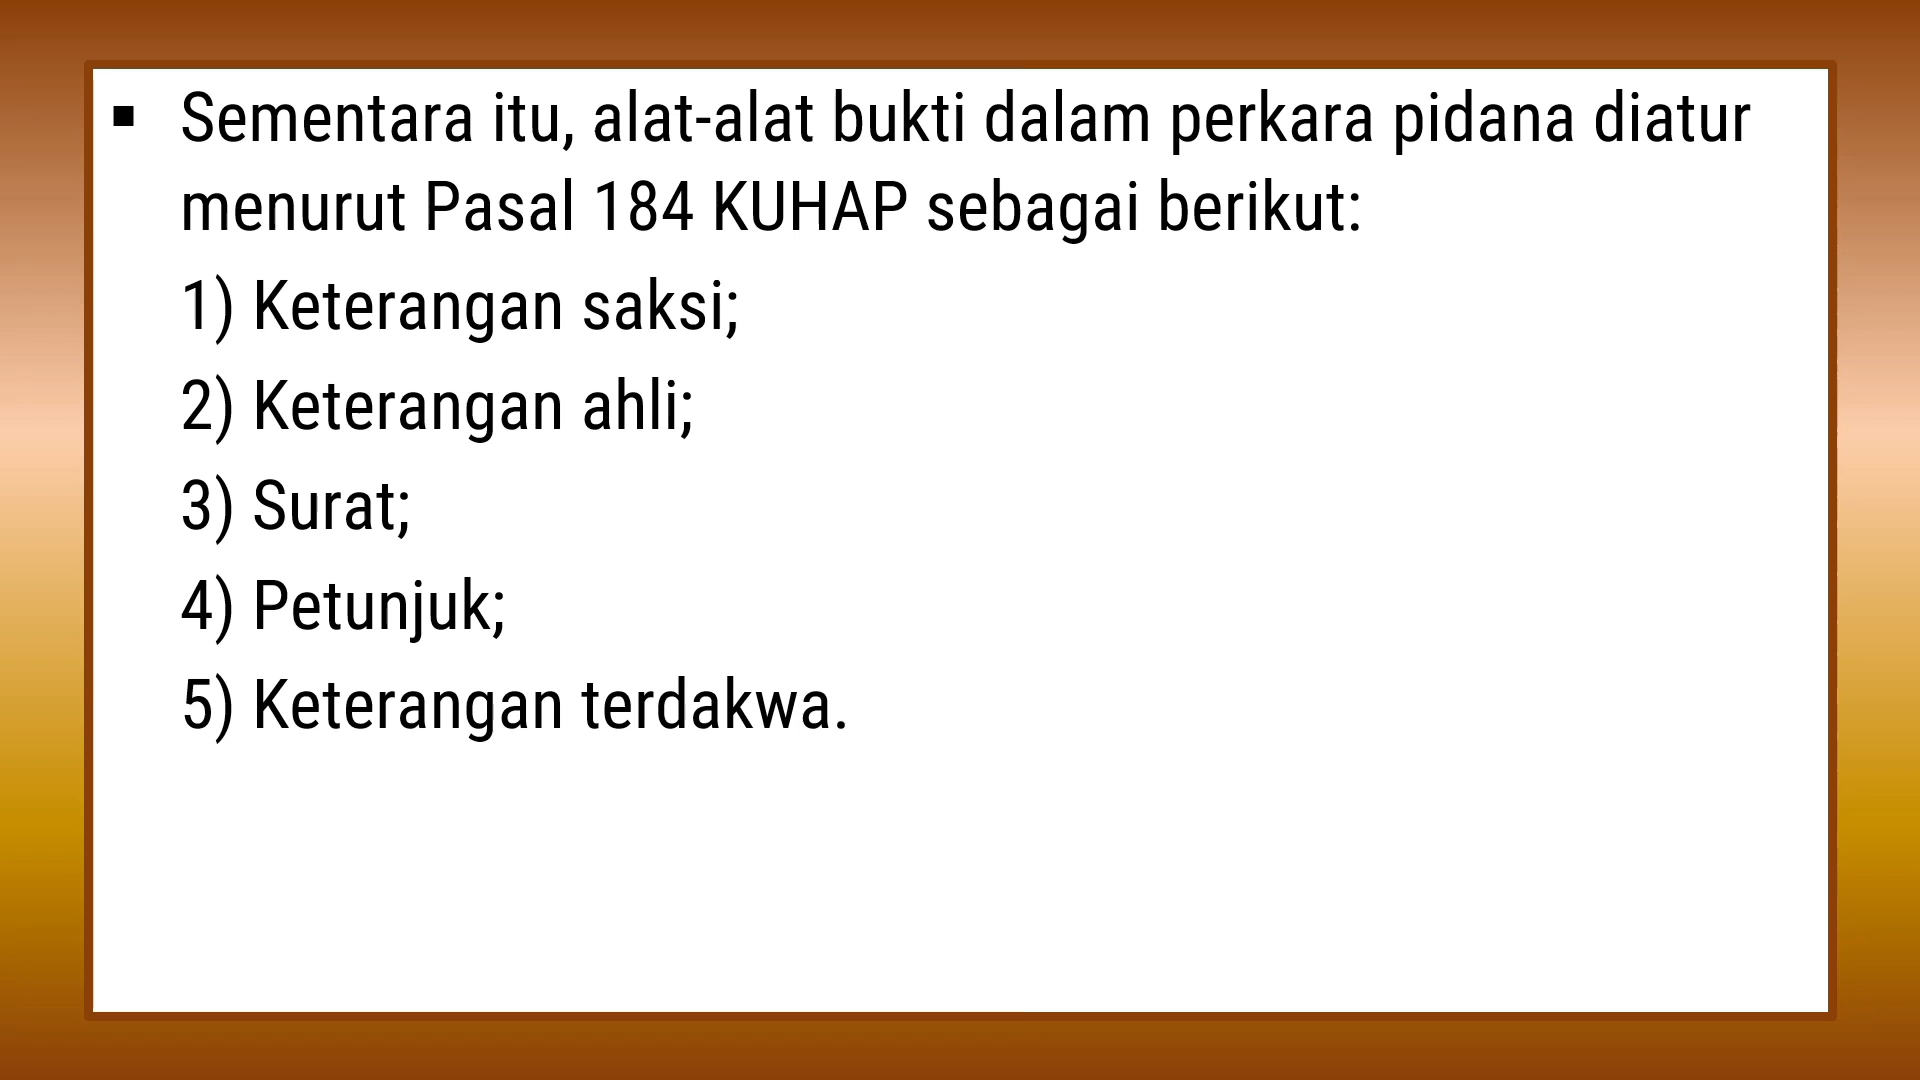 ▪ Sementara itu, alat-alat bukti dalam perkara pidana diatur
menurut Pasal 184 KUHAP sebagai berikut:
1) Keterangan saksi;
2) Keterangan ahli;
3) Surat;
4) Petunjuk;
5) Keterangan terdakwa.